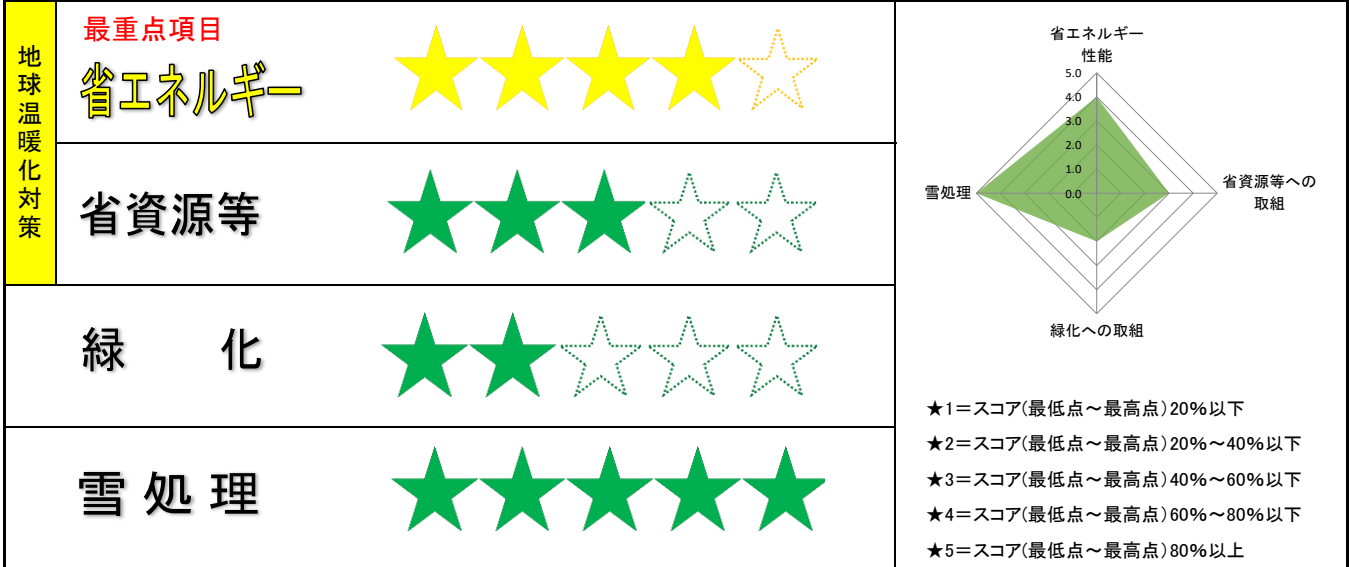 地球温暖化対策
最重点項目
省エネルギー
★★★★☆
省資源等
★★★☆☆
緑　化
★★☆☆☆
雪処理
★★★★★
省エネルギー
性能
5.0
4.0
3.0
2.0
1.0
0.0
雪処理
省資源等への
取組
緑化への取組
★1=スコア(最低点～最高点)20%以下
★2=スコア(最低点～最高点)20%～40%以下
★3=スコア(最低点～最高点)40%～60%以下
★4=スコア(最低点～最高点)60%～80%以下
★5=スコア(最低点～最高点)80%以上